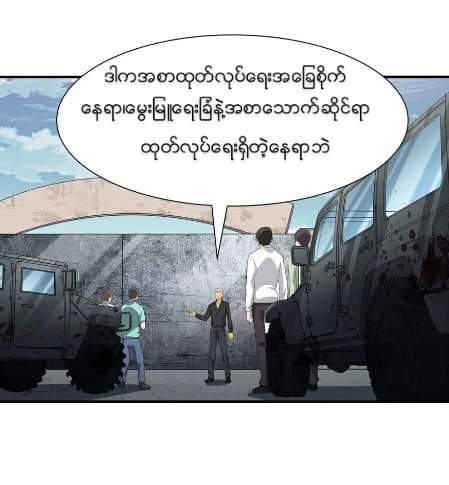 ဒါကအစာထုတ်လုပ်ရေးအခြေစိုက်
နေရာ၊မွေးမြူရေးခြံနဲ့အစာသောက်ဆိုင်ရာ
ထုတ်လုပ်ရေးရှိတဲ့နေရာဘဲ